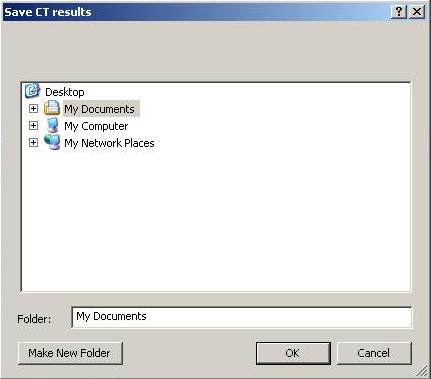 Save CT results
Desktop
My Documents
My Computer
My Network Places
Folder: My Documents
Make New Folder OK Cancel